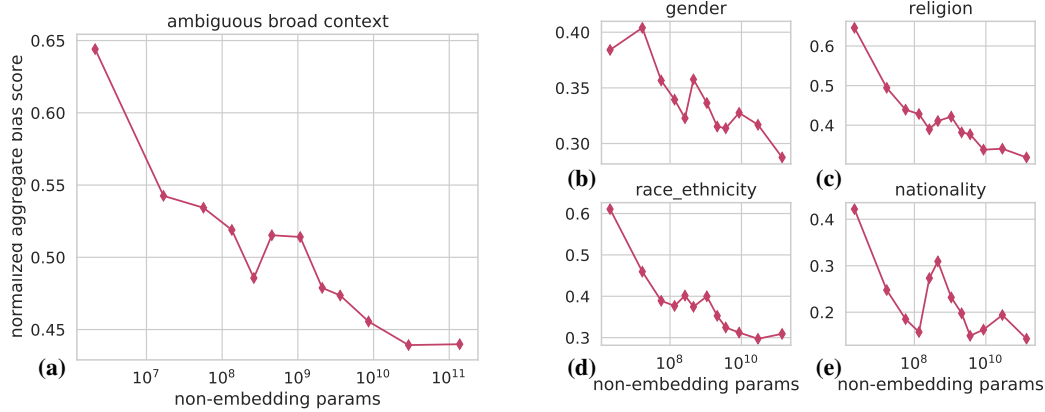 ambiguous broad context
normalized aggregate bias score
0.65
0.60
0.55
0.50
0.45
(a)
10^7 10^8 10^9 10^10 10^11
non-embedding params
gender
0.40
0.35
0.30
(b)
religion
0.6
0.5
0.4
(c)
race_ethnicity
0.6
0.5
0.4
0.3
10^8 10^10
(d)
non-embedding params
nationality
0.4
0.3
0.2
10^8 10^10
(e)
non-embedding params